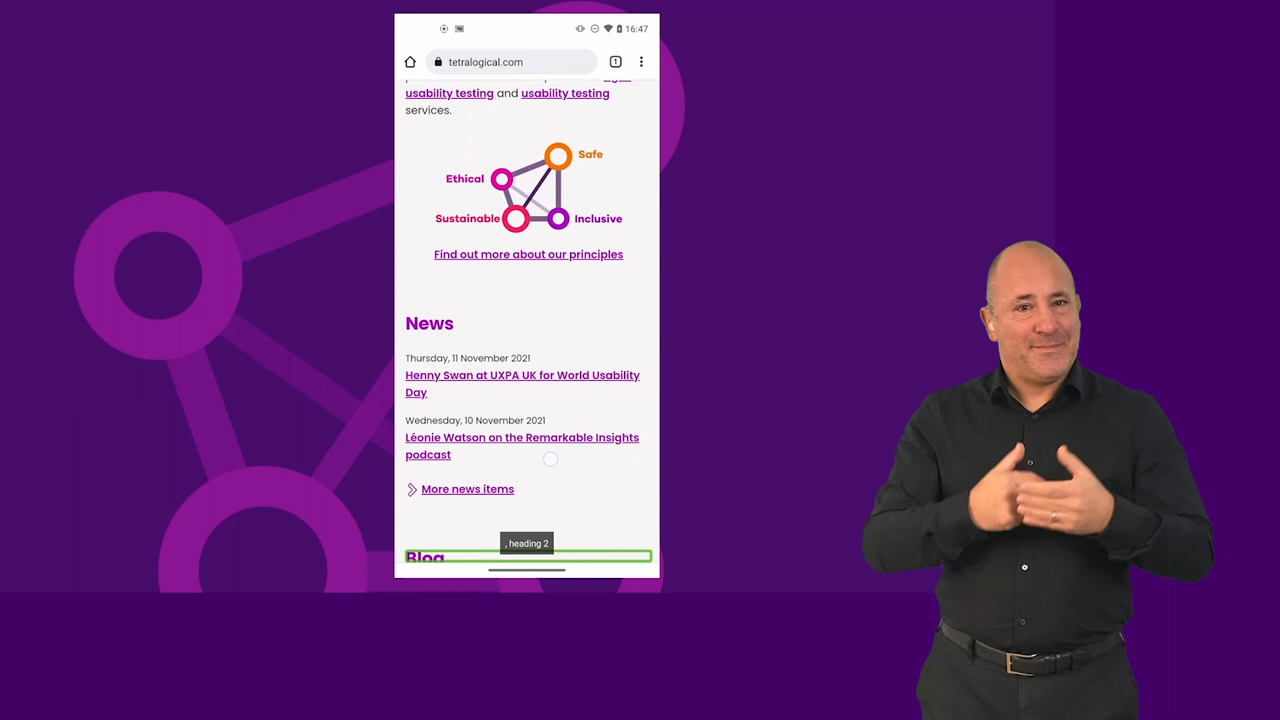 16:47
1
tetralogical.com
usability testing and usability testing
services.
Safe
Ethical
Sustainable
Inclusive
Find out more about our principles
News
Thursday, 11 November 2021
Henny Swan at UXPA UK for World Usability
Day
Wednesday, 10 November 2021
Léonie Watson on the Remarkable Insights
podcast
More news items
, heading 2
Blog